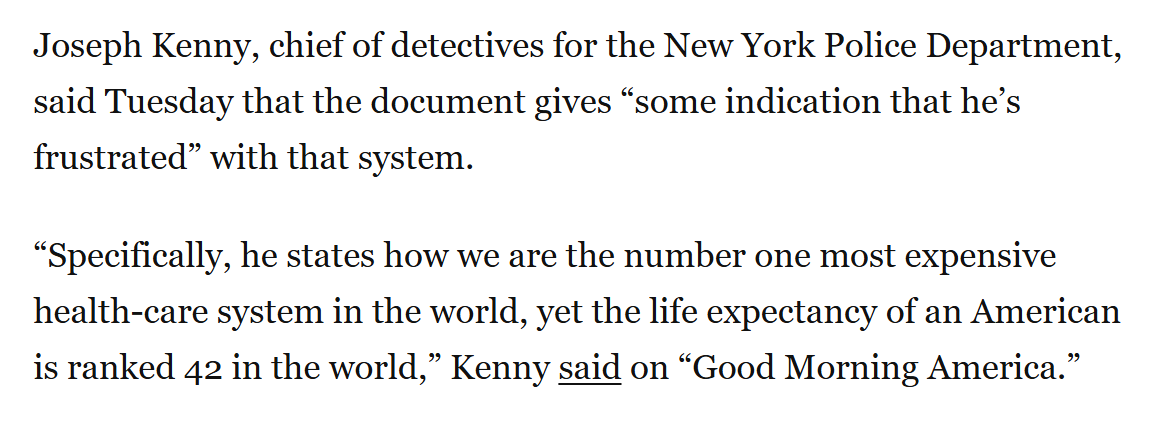 Joseph Kenny, chief of detectives for the New York Police Department,
said Tuesday that the document gives “some indication that he’s
frustrated” with that system.
“Specifically, he states how we are the number one most expensive
health-care system in the world, yet the life expectancy of an American
is ranked 42 in the world,” Kenny said on “Good Morning America.”